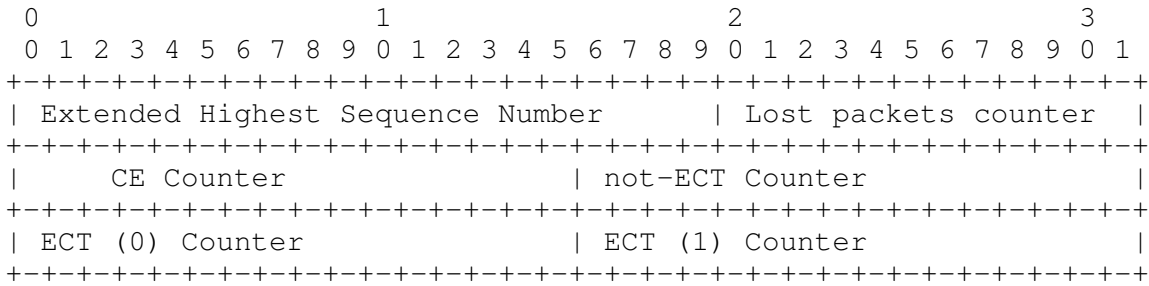 0                   1                   2                   3
 0 1 2 3 4 5 6 7 8 9 0 1 2 3 4 5 6 7 8 9 0 1 2 3 4 5 6 7 8 9 0 1
+-+-+-+-+-+-+-+-+-+-+-+-+-+-+-+-+-+-+-+-+-+-+-+-+-+-+-+-+-+-+-+
| Extended Highest Sequence Number      | Lost packets counter  |
+-+-+-+-+-+-+-+-+-+-+-+-+-+-+-+-+-+-+-+-+-+-+-+-+-+-+-+-+-+-+-+
|     CE Counter                | not-ECT Counter               |
+-+-+-+-+-+-+-+-+-+-+-+-+-+-+-+-+-+-+-+-+-+-+-+-+-+-+-+-+-+-+-+
| ECT (0) Counter               | ECT (1) Counter               |
+-+-+-+-+-+-+-+-+-+-+-+-+-+-+-+-+-+-+-+-+-+-+-+-+-+-+-+-+-+-+-+